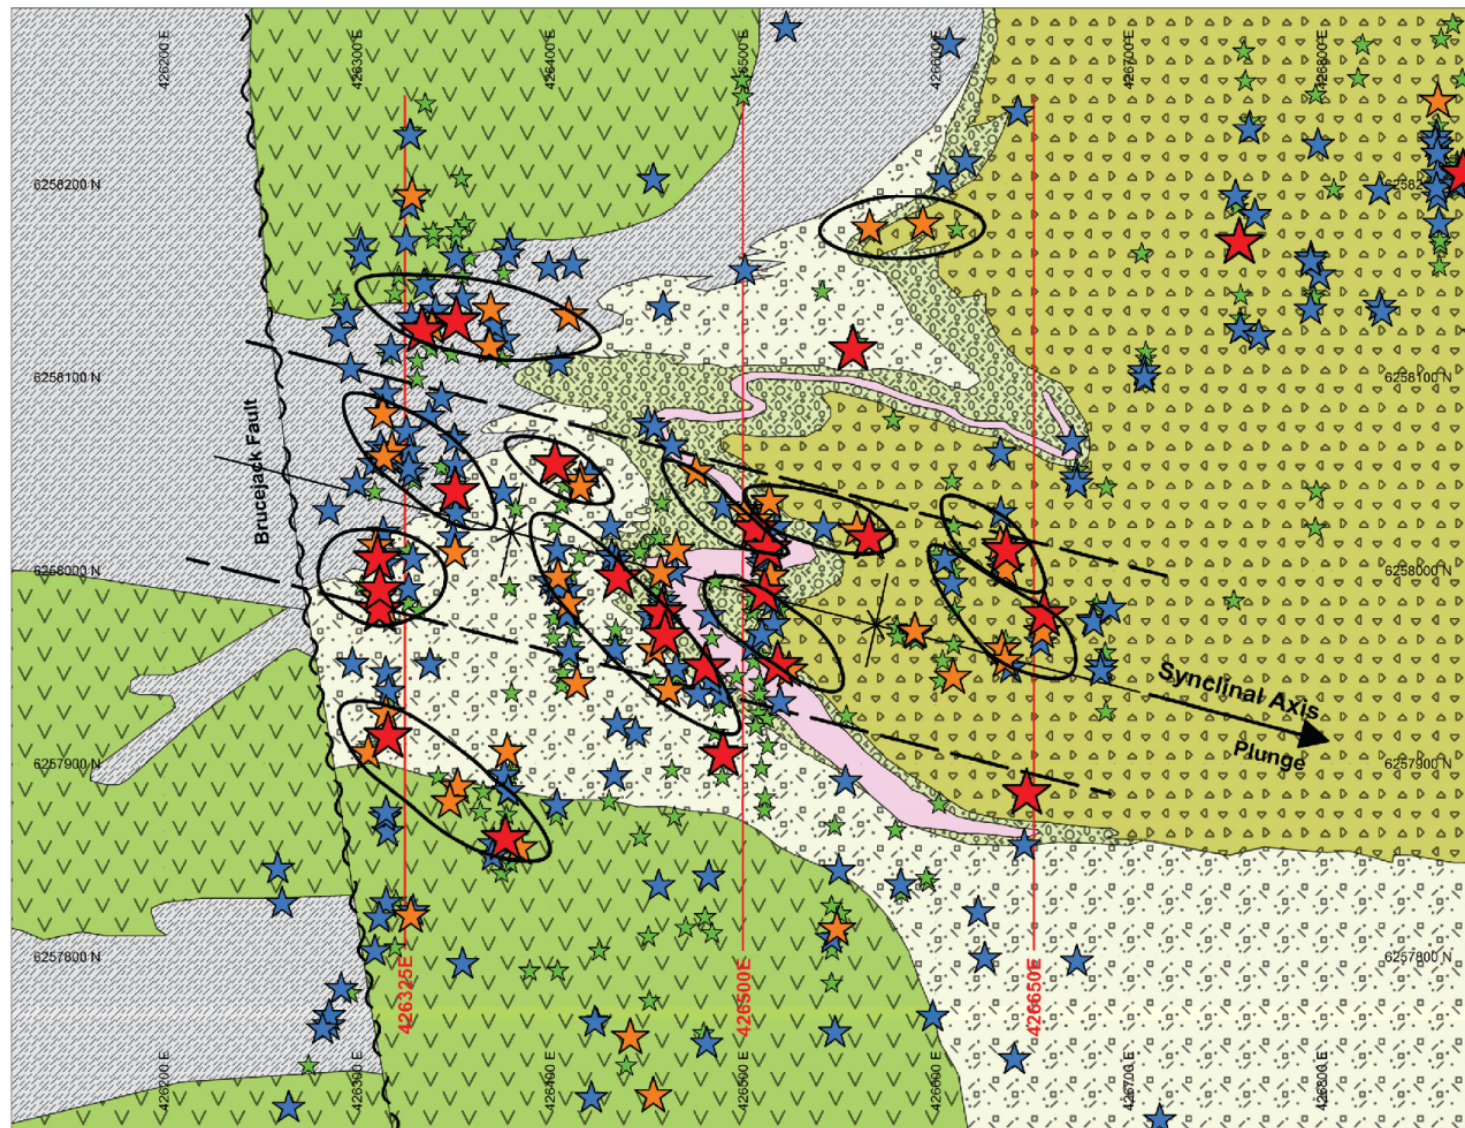 426200 E
426300 E
426400 E
426500 E
426600 E
426700 E
426800 E
6258200 N
6258200 N
6258100 N
6258100 N
Brucejack Fault
6258000 N
6258000 N
Synclinal Axis
Plunge
6257900 N
6257900 N
6257800 N
6257800 N
426325E
426500E
426650E
426200 E
426300 E
426400 E
426500 E
426600 E
426700 E
426800 E